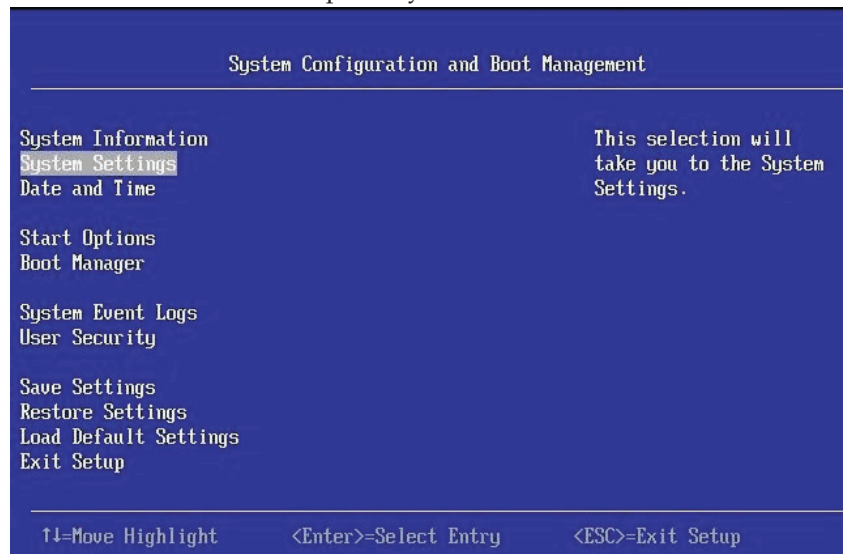 System Configuration and Boot Management
System Information
System Settings
Date and Time
Start Options
Boot Manager
System Event Logs
User Security
Save Settings
Restore Settings
Load Default Settings
Exit Setup
This selection will
take you to the System
Settings.
↑↓=Move Highlight <Enter>=Select Entry <ESC>=Exit Setup